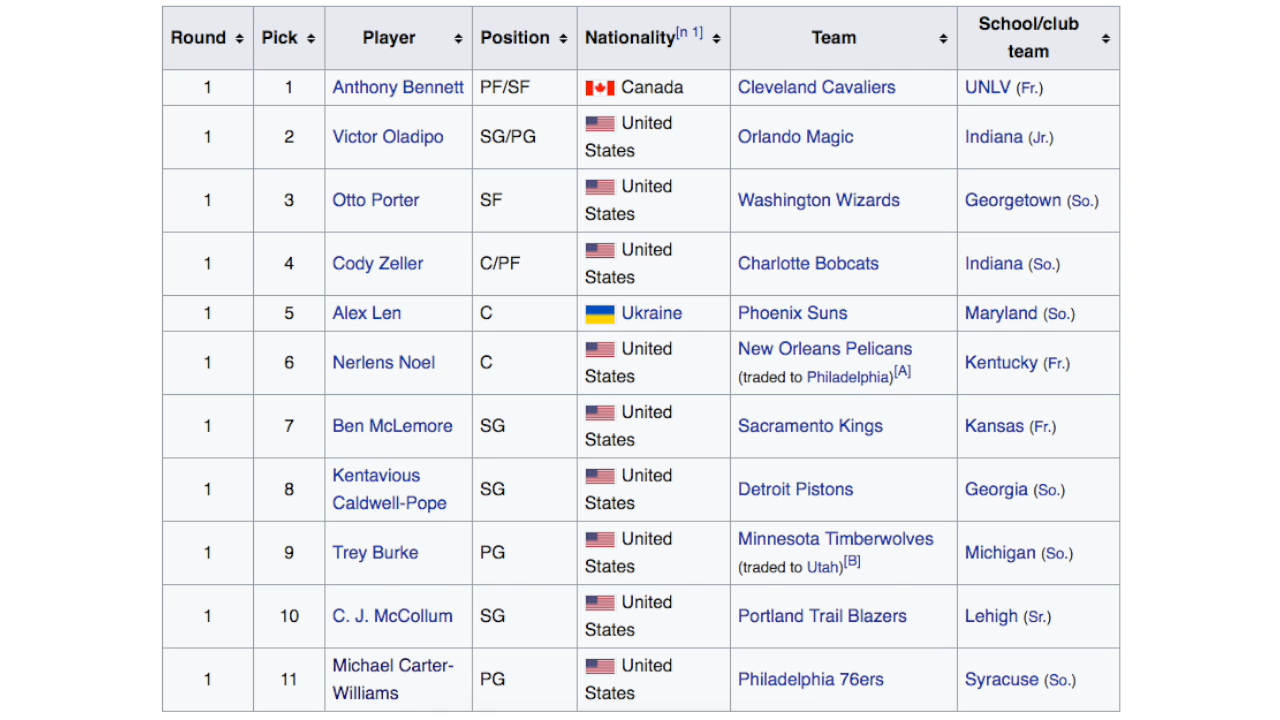 Round Pick Player Position Nationality[n 1] Team School/club team
1 1 Anthony Bennett PF/SF Canada Cleveland Cavaliers UNLV (Fr.)
1 2 Victor Oladipo SG/PG United States Orlando Magic Indiana (Jr.)
1 3 Otto Porter SF United States Washington Wizards Georgetown (So.)
1 4 Cody Zeller C/PF United States Charlotte Bobcats Indiana (So.)
1 5 Alex Len C Ukraine Phoenix Suns Maryland (So.)
1 6 Nerlens Noel C United States New Orleans Pelicans (traded to Philadelphia)[A] Kentucky (Fr.)
1 7 Ben McLemore SG United States Sacramento Kings Kansas (Fr.)
1 8 Kentavious Caldwell-Pope SG United States Detroit Pistons Georgia (So.)
1 9 Trey Burke PG United States Minnesota Timberwolves (traded to Utah)[B] Michigan (So.)
1 10 C. J. McCollum SG United States Portland Trail Blazers Lehigh (Sr.)
1 11 Michael Carter-Williams PG United States Philadelphia 76ers Syracuse (So.)